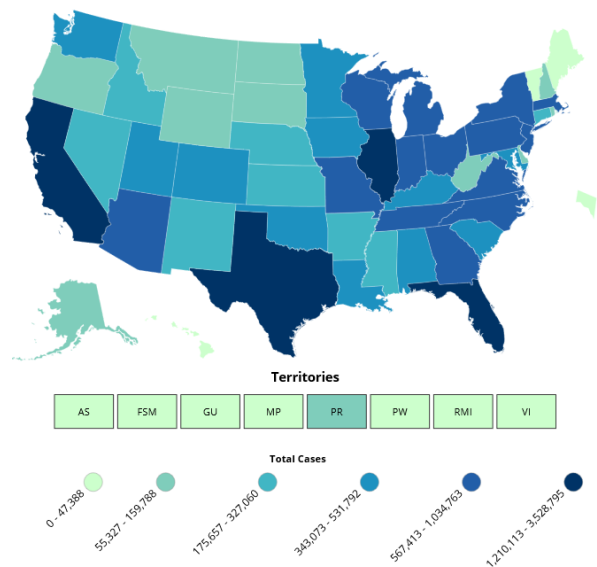 Territories
AS
FSM
GU
MP
PR
PW
RMI
VI
Total Cases
0 - 47,388
55,327 - 159,788
175,657 - 327,060
343,073 - 531,792
567,413 - 1,034,763
1,210,113 - 3,528,795